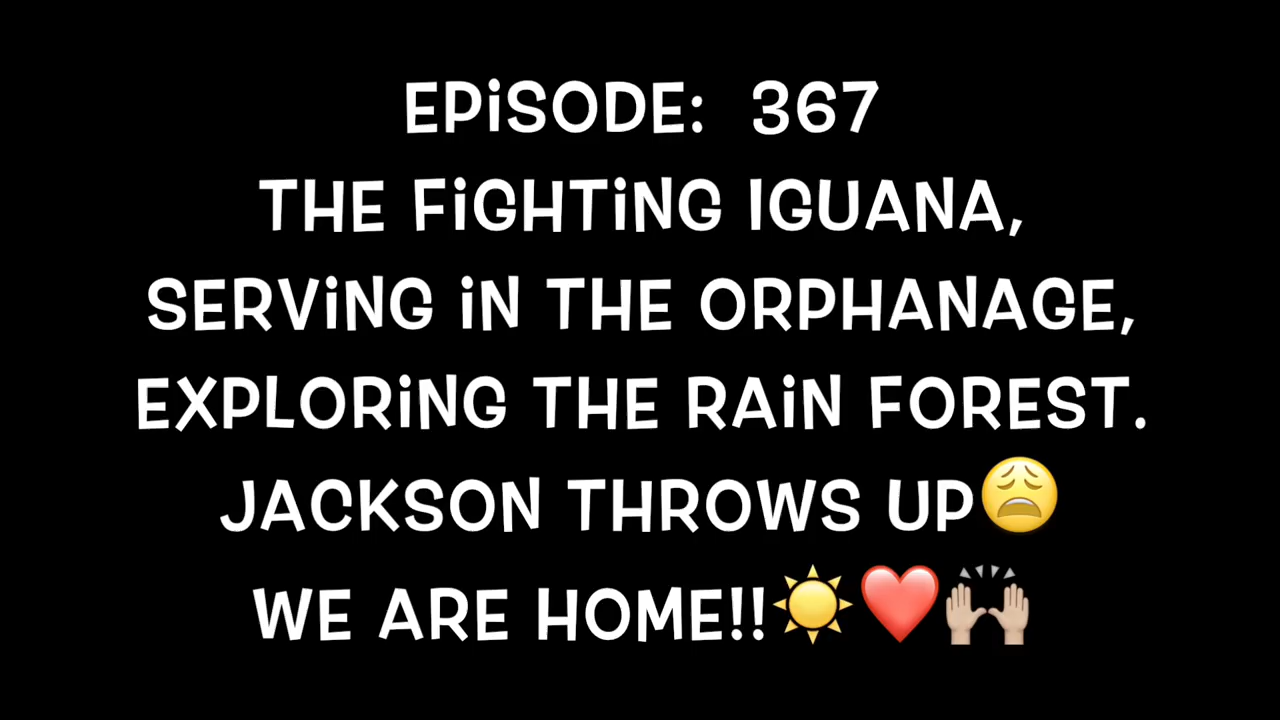 EPiSODE: 367
THE FiGHTiNG IGUANA,
SERViNG iN THE ORPHANAGE,
EXPLORiNG THE RAiN FOREST.
JACKSON THROWS UP😩
WE ARE HOME!!☀️❤️🙌🏼